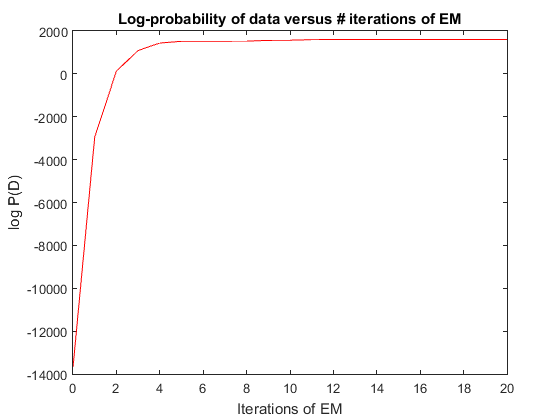 Log-probability of data versus # iterations of EM
2000
0
-2000
-4000
-6000
-8000
-10000
-12000
-14000
log P(D)
0 2 4 6 8 10 12 14 16 18 20
Iterations of EM